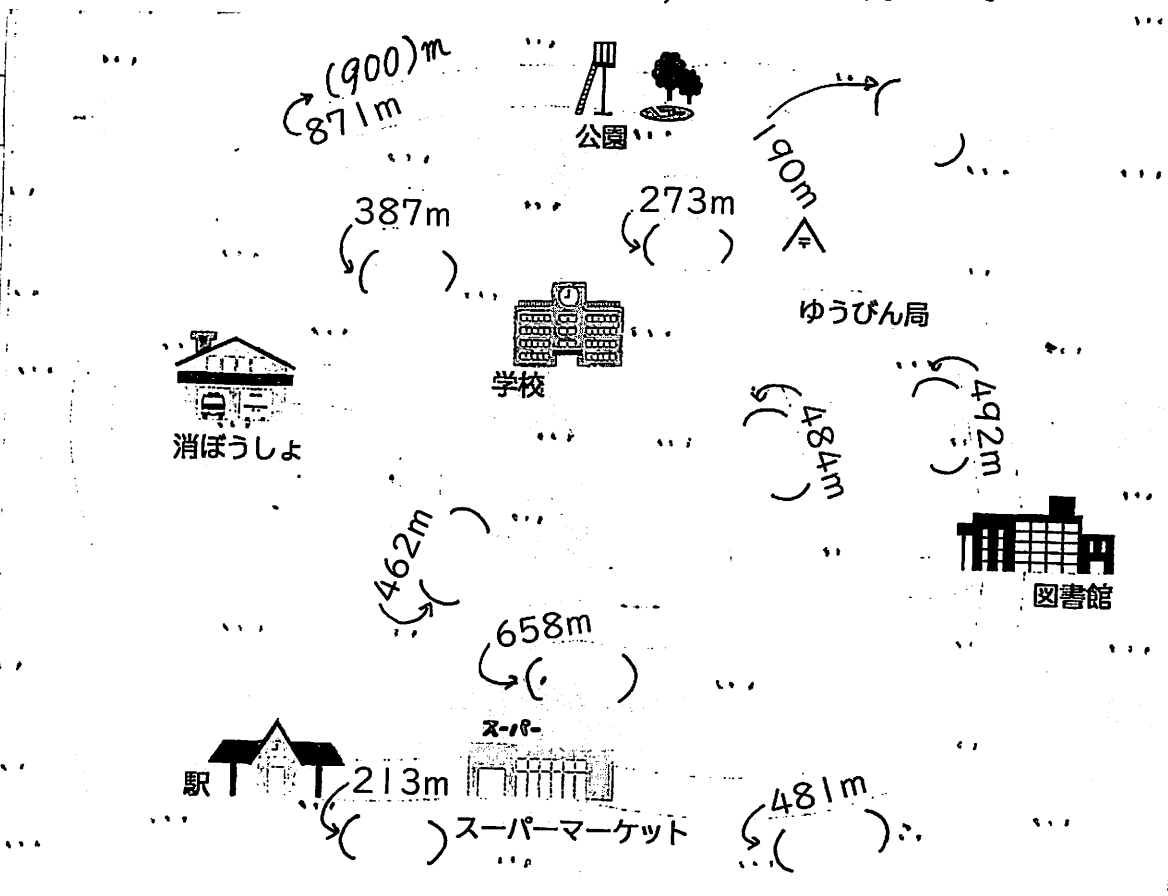 (900)m
871m
公園
190m
( )
387m
( )
273m
( )
〒
ゆうびん局
学校
消ぼうしょ
492m
( )
484m
( )
462m
( )
図書館
658m
( )
スーパー
駅
213m
( )
スーパーマーケット
481m
( )